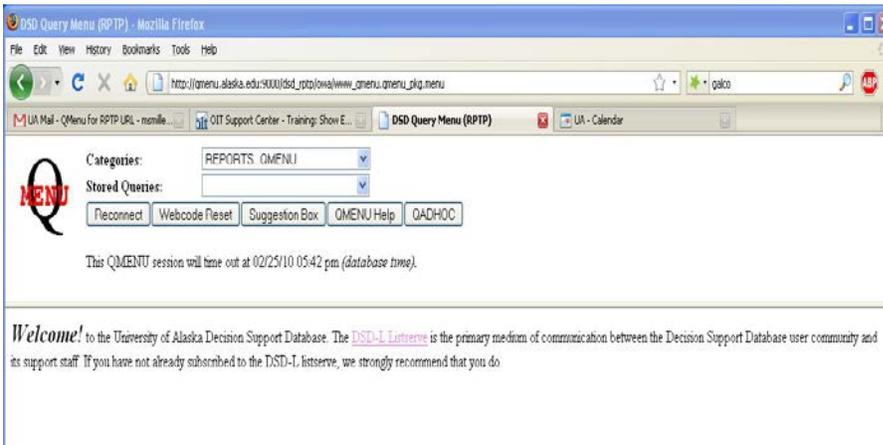 DSD Query Menu (RPTP) - Mozilla Firefox
File Edit View History Bookmarks Tools Help
http://qmenu.alaska.edu:9000/dsd_rptp/owa/www_qmenu.qmenu_pkg.menu
galco
ABP
UA Mail - QMenu for RPTP URL - msmille...
OIT Support Center - Training: Show E...
DSD Query Menu (RPTP)
UA - Calendar
QMENU
Categories: REPORTS_QMENU
Stored Queries:
Reconnect Webcode Reset Suggestion Box QMENU Help QADHOC
This QMENU session will time out at 02/25/10 05:42 pm (database time).
Welcome! to the University of Alaska Decision Support Database. The DSD-L Listserve is the primary medium of communication between the Decision Support Database user community and
its support staff. If you have not already subscribed to the DSD-L listserve, we strongly recommend that you do.